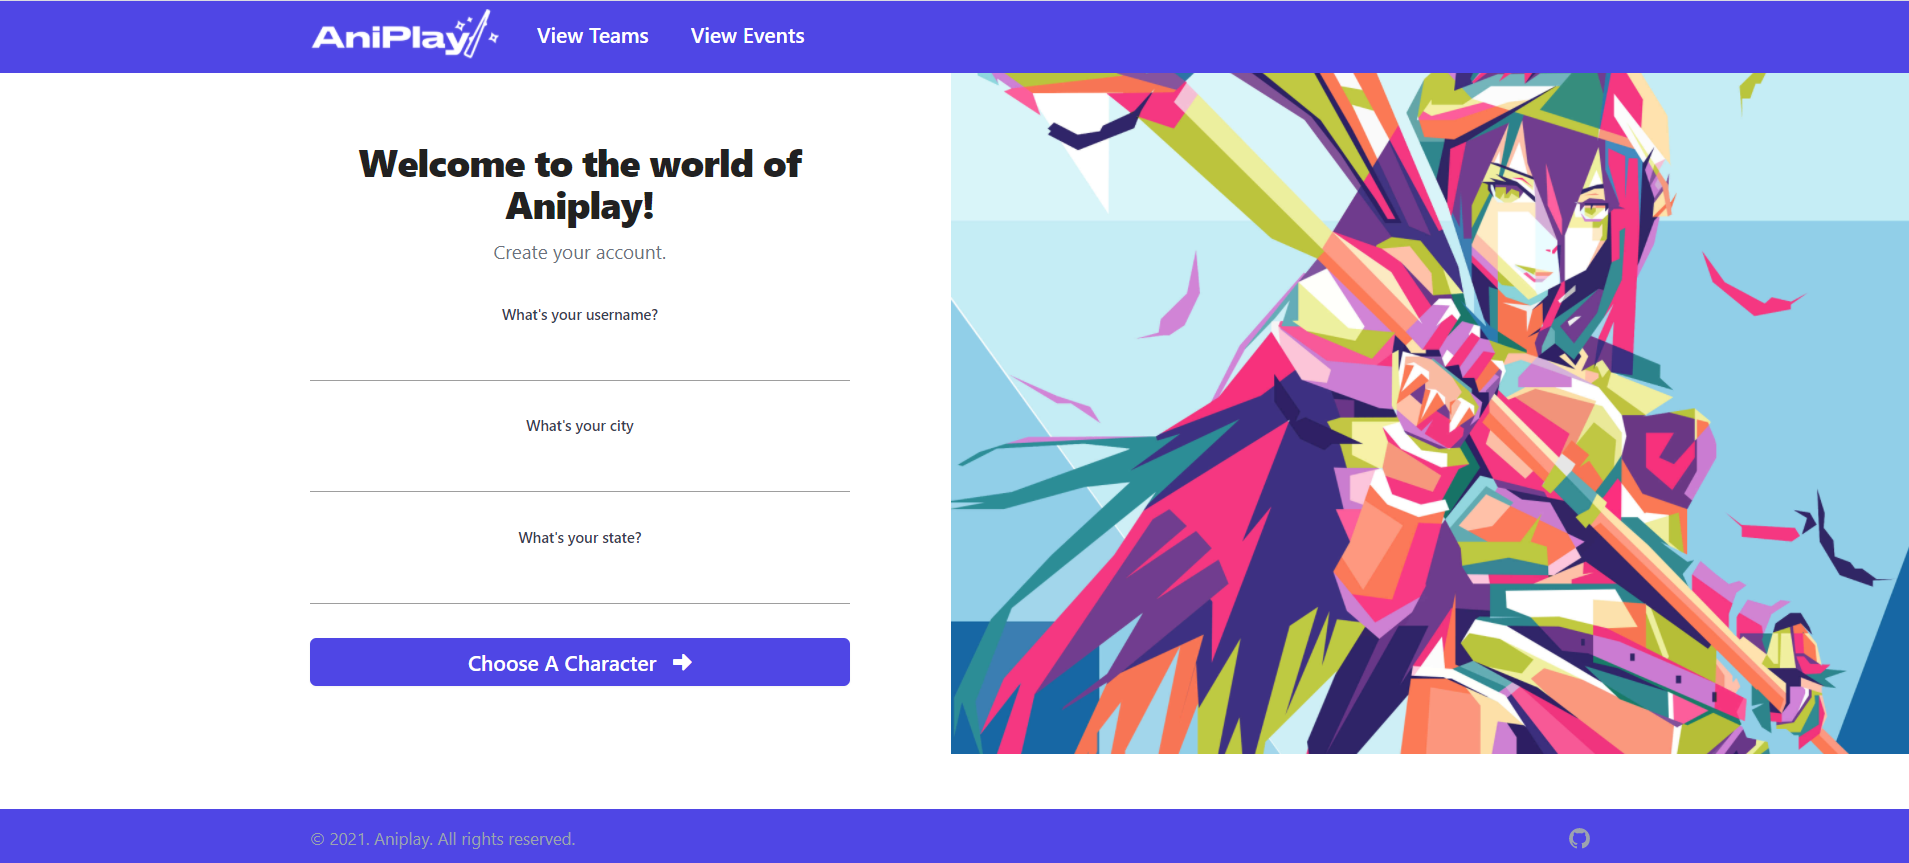 AniPlay
View Teams
View Events
Welcome to the world of
Aniplay!
Create your account.
What's your username?
What's your city
What's your state?
Choose A Character
© 2021. Aniplay. All rights reserved.